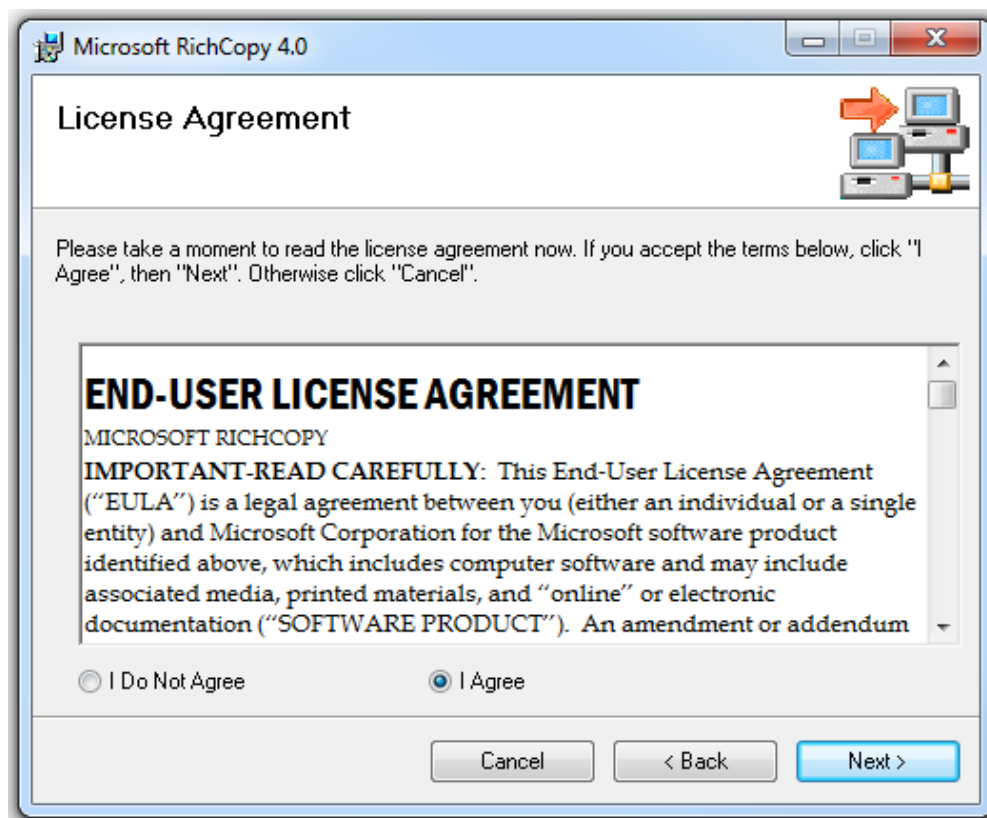 Microsoft RichCopy 4.0
License Agreement
Please take a moment to read the license agreement now. If you accept the terms below, click "I
Agree", then "Next". Otherwise click "Cancel".
END-USER LICENSE AGREEMENT
MICROSOFT RICHCOPY
IMPORTANT-READ CAREFULLY: This End-User License Agreement
(“EULA”) is a legal agreement between you (either an individual or a single
entity) and Microsoft Corporation for the Microsoft software product
identified above, which includes computer software and may include
associated media, printed materials, and “online” or electronic
documentation (“SOFTWARE PRODUCT”). An amendment or addendum
I Do Not Agree
I Agree
Cancel
< Back
Next >